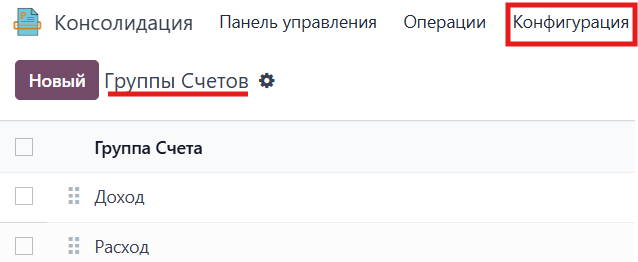 Консолидация Панель управления Операции Конфигурация
Новый Группы Счетов
Группа Счета
Доход
Расход